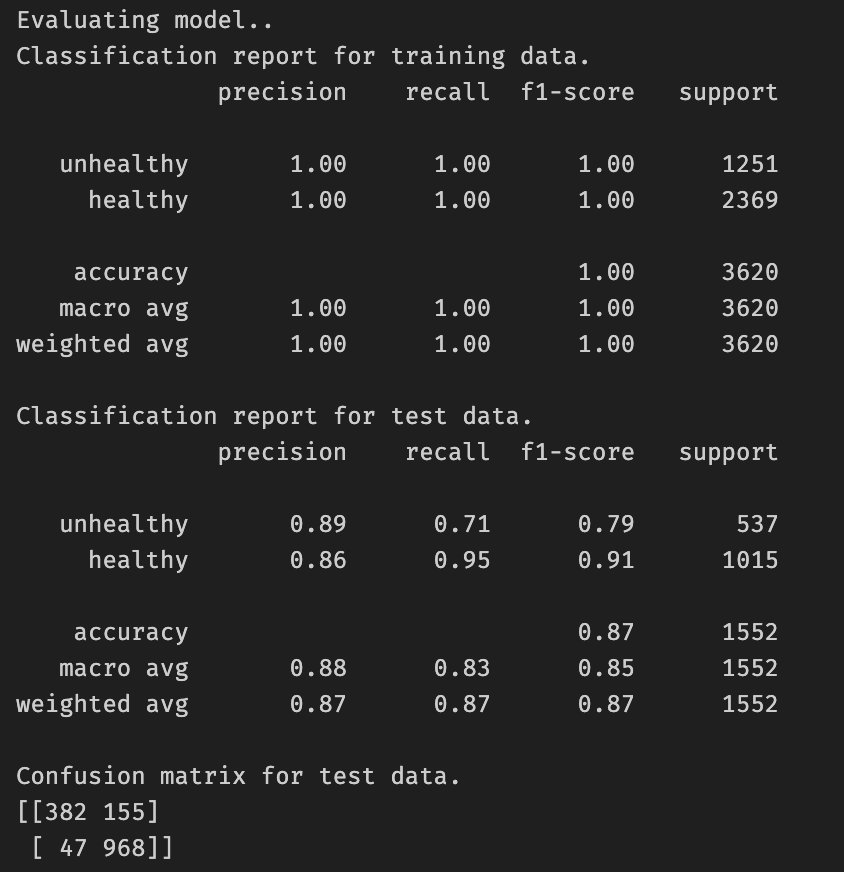 Evaluating model..
Classification report for training data.
              precision    recall  f1-score   support

   unhealthy       1.00      1.00      1.00      1251
     healthy       1.00      1.00      1.00      2369

    accuracy                           1.00      3620
   macro avg       1.00      1.00      1.00      3620
weighted avg       1.00      1.00      1.00      3620

Classification report for test data.
              precision    recall  f1-score   support

   unhealthy       0.89      0.71      0.79       537
     healthy       0.86      0.95      0.91      1015

    accuracy                           0.87      1552
   macro avg       0.88      0.83      0.85      1552
weighted avg       0.87      0.87      0.87      1552

Confusion matrix for test data.
[[382 155]
 [ 47 968]]